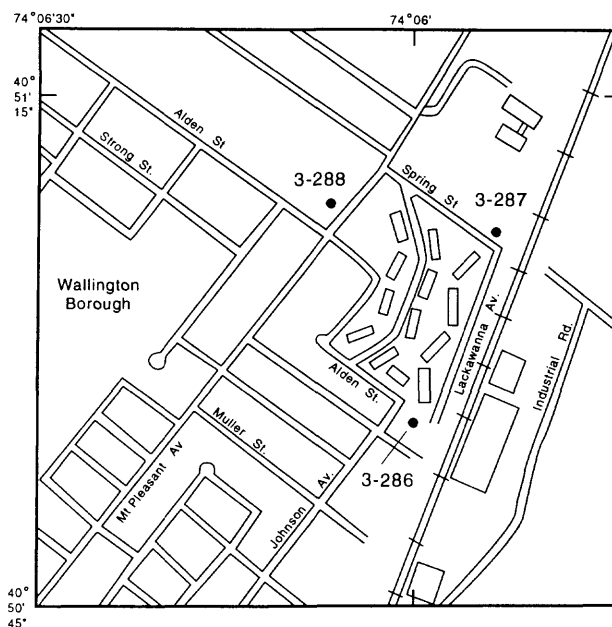 74°06'30"
74°06'
40°
51'
15"
Alden St
Strong St.
3-288
Spring St
3-287
Wallington
Borough
Lackawanna Av.
Industrial Rd.
Alden St.
Muller St.
3-286
Mt Pleasant Av
Johnson Av.
40°
50'
45"